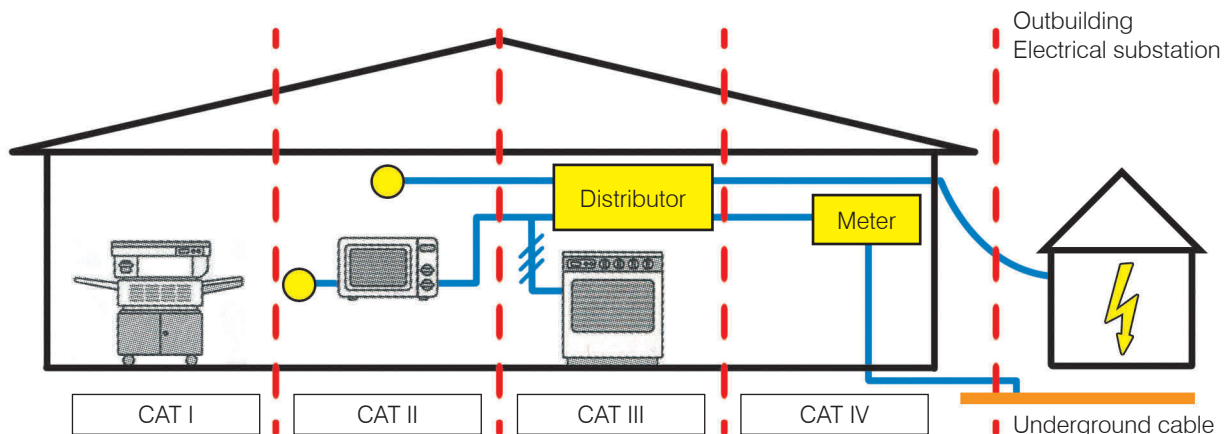 Outbuilding
Electrical substation
Distributor
Meter
CAT I
CAT II
CAT III
CAT IV
Underground cable